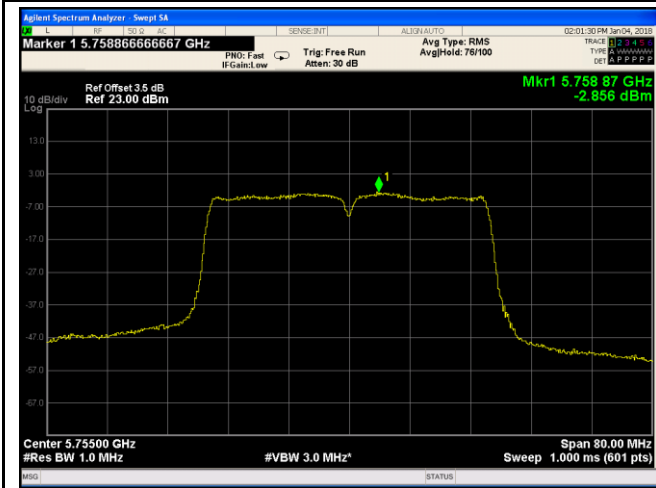 Agilent Spectrum Analyzer - Swept SA
L RF 50 Ω AC SENSE:INT ALIGNAUTO 02:01:30 PM Jan04, 2018
Marker 1 5.758866666667 GHz
PNO: Fast
IFGain:Low
Trig: Free Run
Atten: 30 dB
Avg Type: RMS
Avg|Hold: 76/100
TRACE 1 2 3 4 5 6
TYPE A
DET A P P P P P
Ref Offset 3.5 dB
Mkr1 5.758 87 GHz
10 dB/div Ref 23.00 dBm -2.856 dBm
Log
13.0
1
3.00
-7.00
-17.0
-27.0
-37.0
-47.0
-57.0
-67.0
Center 5.75500 GHz Span 80.00 MHz
#Res BW 1.0 MHz #VBW 3.0 MHz* Sweep 1.000 ms (601 pts)
MSG STATUS